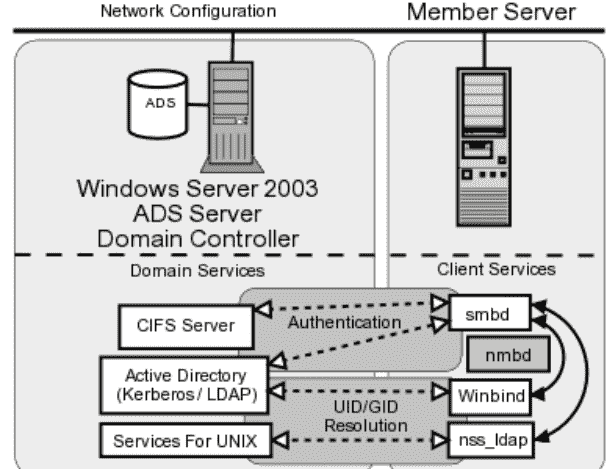 Network Configuration
Member Server
ADS
Windows Server 2003
ADS Server
Domain Controller
Domain Services
Client Services
CIFS Server
Authentication
smbd
nmbd
Active Directory
(Kerberos / LDAP)
UID/GID
Resolution
Winbind
Services For UNIX
nss_ldap